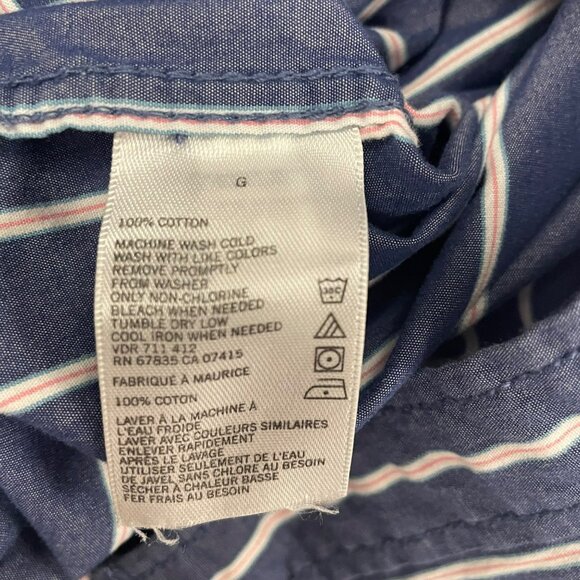 G
100% COTTON
MACHINE WASH COLD
WASH WITH LIKE COLORS
REMOVE PROMPTLY
FROM WASHER
ONLY NON-CHLORINE
BLEACH WHEN NEEDED
TUMBLE DRY LOW
COOL IRON WHEN NEEDED
VDR 711 412
RN 67835 CA 07415
FABRIQUÉ À MAURICE
100% COTON
LAVER À LA MACHINE À
L'EAU FROIDE
LAVER AVEC COULEURS SIMILAIRES
ENLEVER RAPIDEMENT
APRÈS LE LAVAGE
UTILISER SEULEMENT DE L'EAU
DE JAVEL SANS CHLORE AU BESOIN
SÉCHER À CHALEUR BASSE
FER FRAIS AU BESOIN
30C